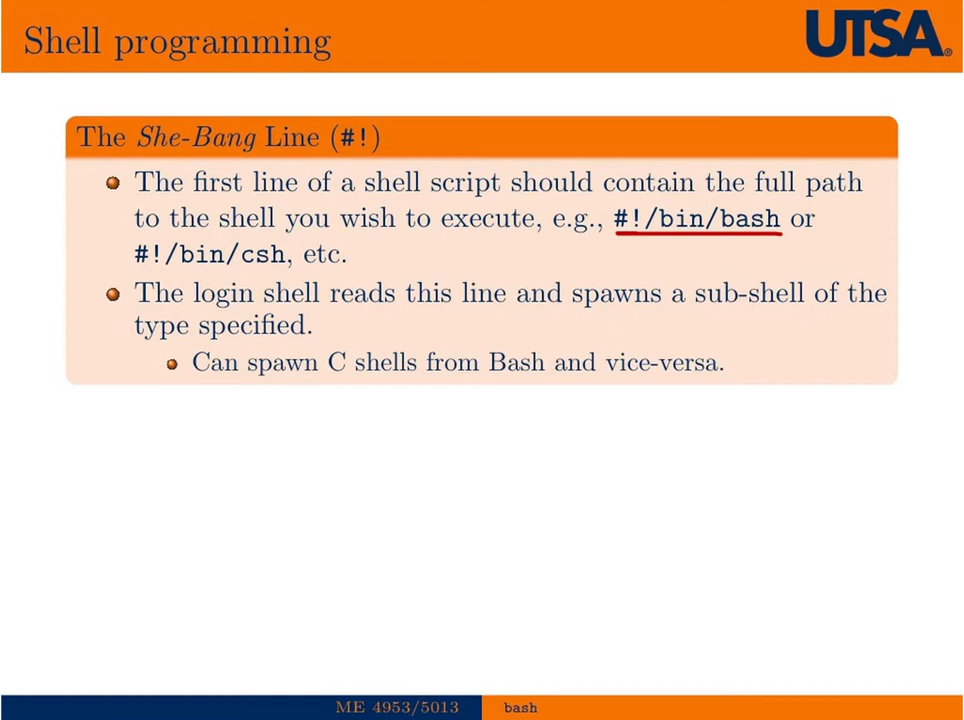 Shell programming
UTSA®
The She-Bang Line (#!)
The first line of a shell script should contain the full path
to the shell you wish to execute, e.g., #!/bin/bash or
#!/bin/csh, etc.
The login shell reads this line and spawns a sub-shell of the
type specified.
Can spawn C shells from Bash and vice-versa.
ME 4953/5013
bash